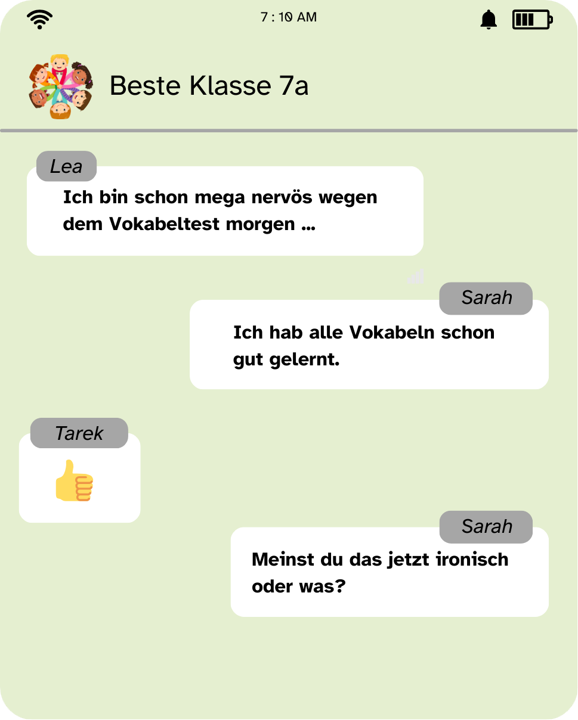 7 : 10 AM
Beste Klasse 7a
Lea
Ich bin schon mega nervös wegen
dem Vokabeltest morgen ...
Sarah
Ich hab alle Vokabeln schon
gut gelernt.
Tarek
Sarah
Meinst du das jetzt ironisch
oder was?